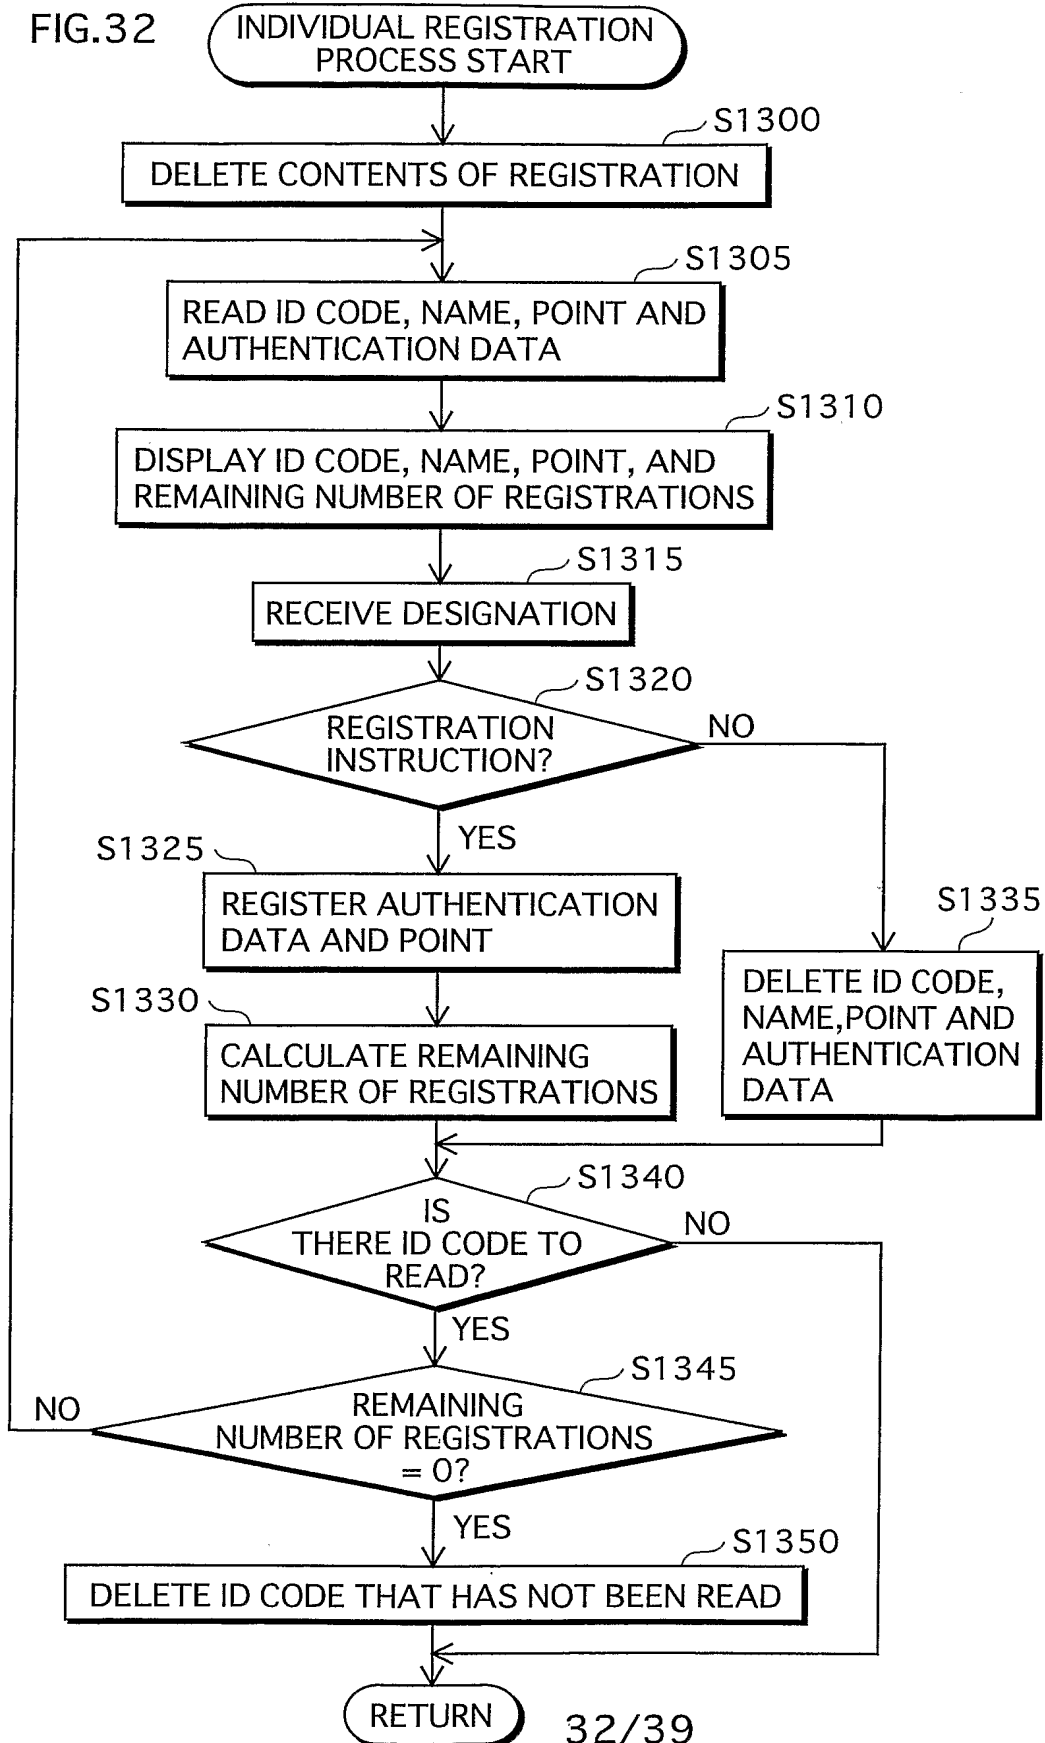 FIG.32
INDIVIDUAL REGISTRATION
PROCESS START
S1300
DELETE CONTENTS OF REGISTRATION
S1305
READ ID CODE, NAME, POINT AND
AUTHENTICATION DATA
S1310
DISPLAY ID CODE, NAME, POINT, AND
REMAINING NUMBER OF REGISTRATIONS
S1315
RECEIVE DESIGNATION
S1320
REGISTRATION
INSTRUCTION?
NO
YES
S1325
REGISTER AUTHENTICATION
DATA AND POINT
S1335
DELETE ID CODE,
NAME,POINT AND
AUTHENTICATION
DATA
S1330
CALCULATE REMAINING
NUMBER OF REGISTRATIONS
S1340
IS
THERE ID CODE TO
READ?
NO
YES
S1345
REMAINING
NUMBER OF REGISTRATIONS
= 0?
NO
YES
S1350
DELETE ID CODE THAT HAS NOT BEEN READ
RETURN
32/39